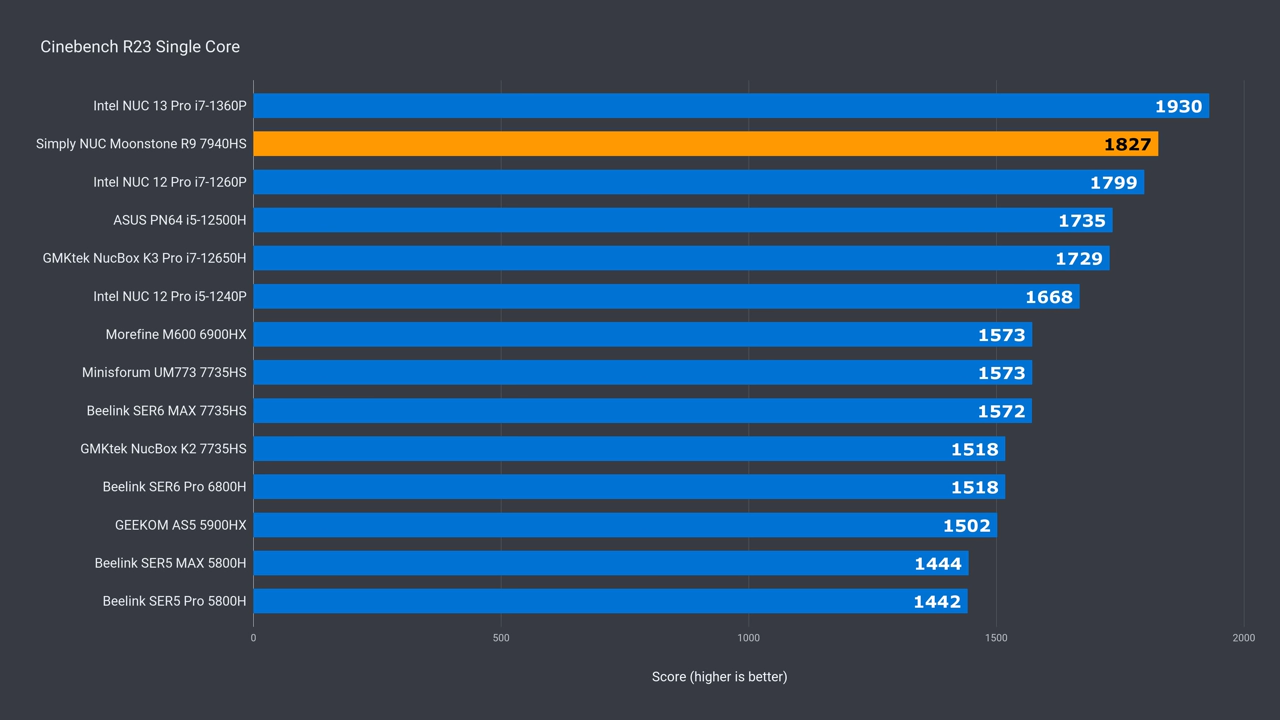 Cinebench R23 Single Core
Intel NUC 13 Pro i7-1360P 1930
Simply NUC Moonstone R9 7940HS 1827
Intel NUC 12 Pro i7-1260P 1799
ASUS PN64 i5-12500H 1735
GMKtek NucBox K3 Pro i7-12650H 1729
Intel NUC 12 Pro i5-1240P 1668
Morefine M600 6900HX 1573
Minisforum UM773 7735HS 1573
Beelink SER6 MAX 7735HS 1572
GMKtek NucBox K2 7735HS 1518
Beelink SER6 Pro 6800H 1518
GEEKOM AS5 5900HX 1502
Beelink SER5 MAX 5800H 1444
Beelink SER5 Pro 5800H 1442
0 500 1000 1500 2000
Score (higher is better)